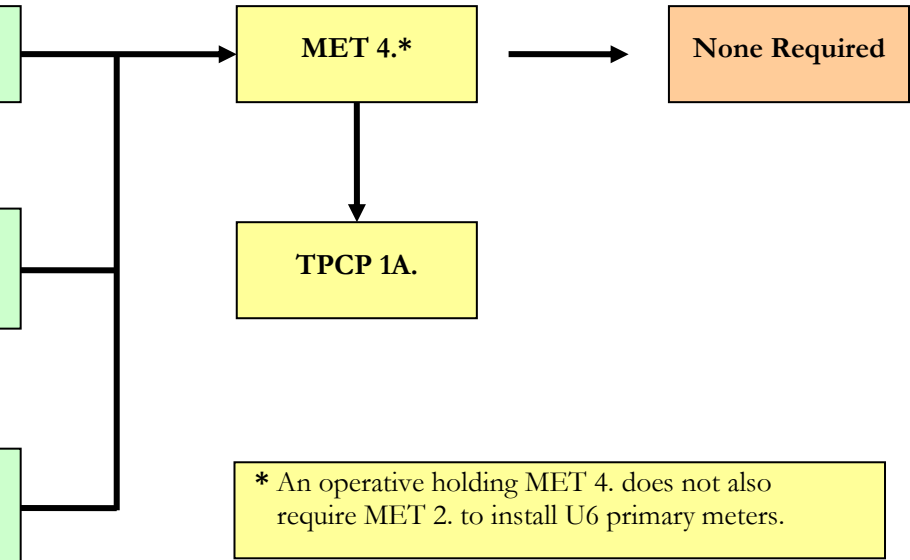 MET 4.*
None Required
TPCP 1A.
* An operative holding MET 4. does not also
require MET 2. to install U6 primary meters.